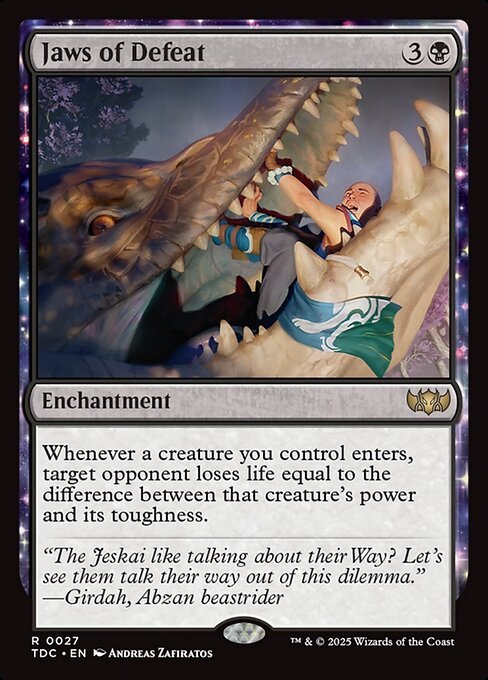 Jaws of Defeat 3
Enchantment
Whenever a creature you control enters,
target opponent loses life equal to the
difference between that creature's power
and its toughness.
“The Jeskai like talking about their Way? Let's
see them talk their way out of this dilemma.”
—Girdah, Abzan beastrider
R 0027
TDC • EN ANDREAS ZAFIRATOS
™ & © 2025 Wizards of the Coast